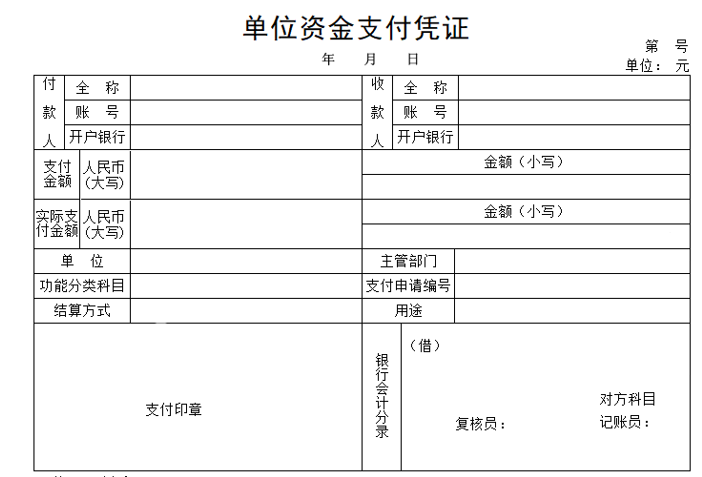 单位资金支付凭证
第 号
年 月 日
单位： 元
付款人 全 称 收款人 全 称
账 号 账 号
开户银行 开户银行
支付金额 人民币(大写) 金额（小写）
实际支付金额 人民币(大写) 金额（小写）
单 位 主管部门
功能分类科目 支付申请编号
结算方式 用途
银行会计分录
（借）
对方科目
支付印章 复核员： 记账员：